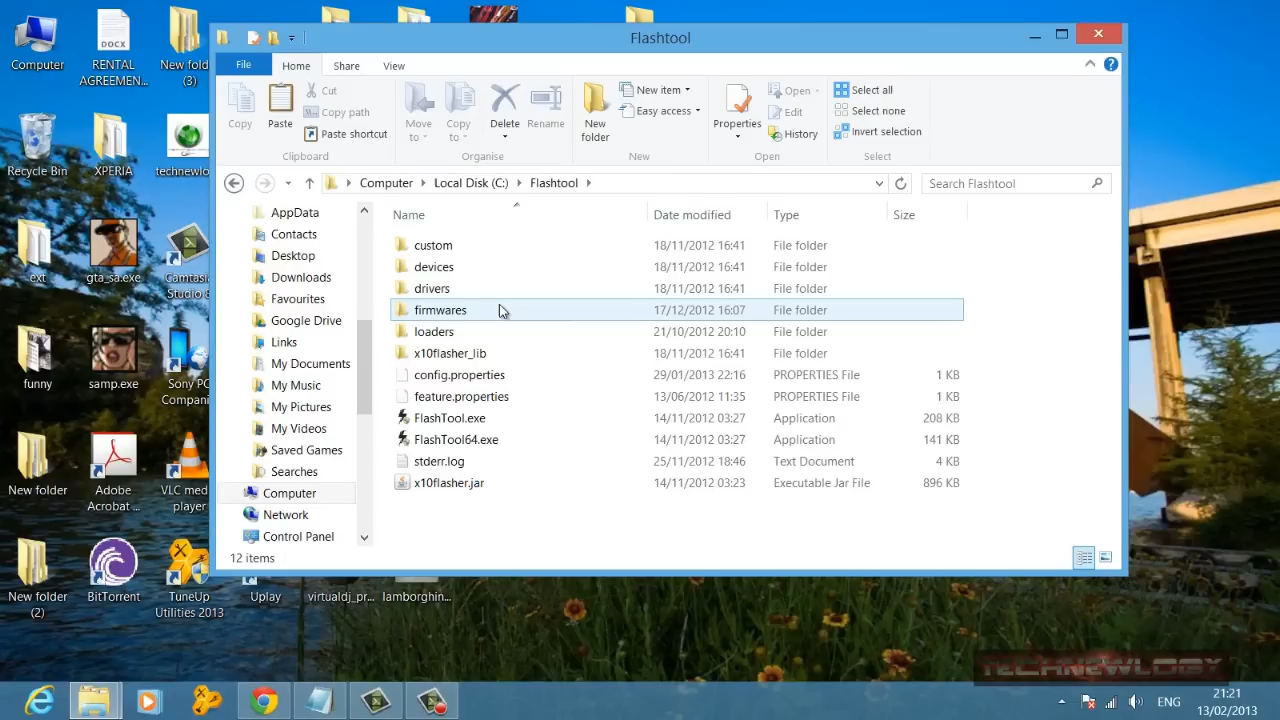 Flashtool
File
Home
Share
View
Copy
Paste
Cut
Copy path
Paste shortcut
Clipboard
Move to
Copy to
Delete
Rename
Organise
New folder
New item
Easy access
New
Properties
Open
Edit
History
Open
Select all
Select none
Invert selection
Select
Computer
Local Disk (C:)
Flashtool
Search Flashtool
AppData
Contacts
Desktop
Downloads
Favourites
Google Drive
Links
My Documents
My Music
My Pictures
My Videos
Saved Games
Searches
Computer
Network
Control Panel
Name Date modified Type Size
custom 18/11/2012 16:41 File folder
devices 18/11/2012 16:41 File folder
drivers 18/11/2012 16:41 File folder
firmwares 17/12/2012 16:07 File folder
loaders 21/10/2012 20:10 File folder
x10flasher_lib 18/11/2012 16:41 File folder
config.properties 29/01/2013 22:16 PROPERTIES File 1 KB
feature.properties 13/06/2012 11:35 PROPERTIES File 1 KB
FlashTool.exe 14/11/2012 03:27 Application 208 KB
FlashTool64.exe 14/11/2012 03:27 Application 141 KB
stderr.log 25/11/2012 18:46 Text Document 4 KB
x10flasher.jar 14/11/2012 03:23 Executable Jar File 896 KB
12 items
Computer
DOCX
RENTAL
AGREEMEN...
New fold
(3)
Recycle Bin
XPERIA
technewlo
.ext
gta_sa.exe
Camtasi
Studio 8
funny
samp.exe
Sony PC
Compani
New folder
Adobe
Acrobat ...
VLC med
player
New folder
(2)
BitTorrent
TuneUp
Utilities 2013
Uplay
virtualdj_pr...
lamborghin...
TECHNEWLOGY
ENG
21:21
13/02/2013